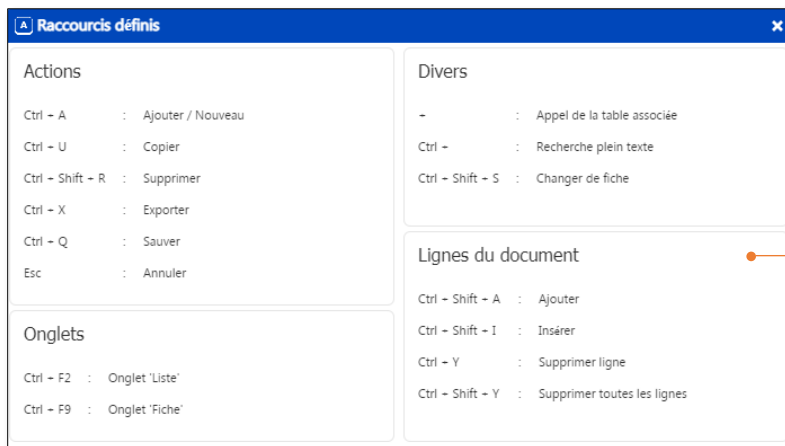 A Raccourcis définis ×
Actions
Ctrl + A : Ajouter / Nouveau
Ctrl + U : Copier
Ctrl + Shift + R : Supprimer
Ctrl + X : Exporter
Ctrl + Q : Sauver
Esc : Annuler
Onglets
Ctrl + F2 : Onglet 'Liste'
Ctrl + F9 : Onglet 'Fiche'
Divers
+ : Appel de la table associée
Ctrl + : Recherche plein texte
Ctrl + Shift + S : Changer de fiche
Lignes du document
Ctrl + Shift + A : Ajouter
Ctrl + Shift + I : Insérer
Ctrl + Y : Supprimer ligne
Ctrl + Shift + Y : Supprimer toutes les lignes